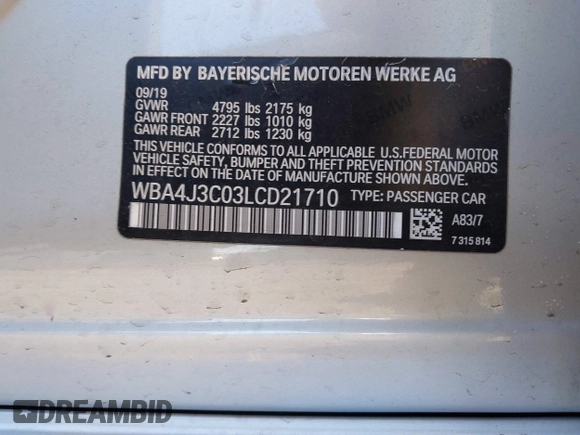 MFD BY BAYERISCHE MOTOREN WERKE AG
09/19
GVWR 4795 lbs 2175 kg
GAWR FRONT 2227 lbs 1010 kg
GAWR REAR 2712 lbs 1230 kg
THIS VEHICLE CONFORMS TO ALL APPLICABLE U.S.FEDERAL MOTOR
VEHICLE SAFETY, BUMPER AND THEFT PREVENTION STANDARDS
IN EFFECT ON THE DATE OF MANUFACTURE SHOWN ABOVE.
WBA4J3C03LCD21710 TYPE: PASSENGER CAR
A83/7
7 315 814
DREAMBID